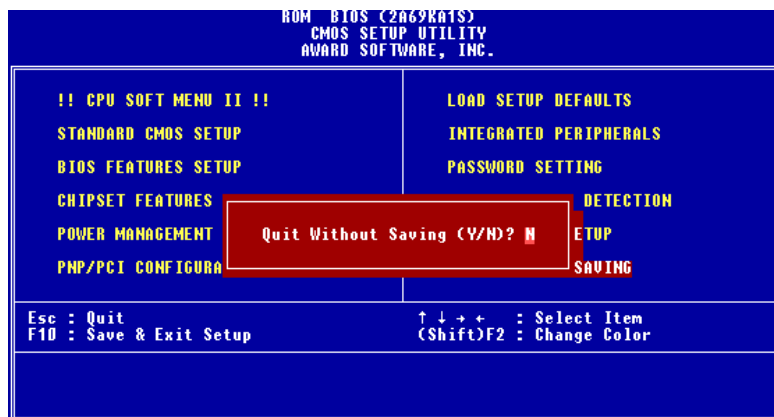 ROM BIOS (2A69KA1S)
CMOS SETUP UTILITY
AWARD SOFTWARE, INC.
!! CPU SOFT MENU II !!
STANDARD CMOS SETUP
BIOS FEATURES SETUP
CHIPSET FEATURES
POWER MANAGEMENT
PNP/PCI CONFIGURA
LOAD SETUP DEFAULTS
INTEGRATED PERIPHERALS
PASSWORD SETTING
DETECTION
ETUP
SAVING
Quit Without Saving (Y/N)? N
Esc : Quit
F10 : Save & Exit Setup
↑ ↓ → ← : Select Item
(Shift)F2 : Change Color